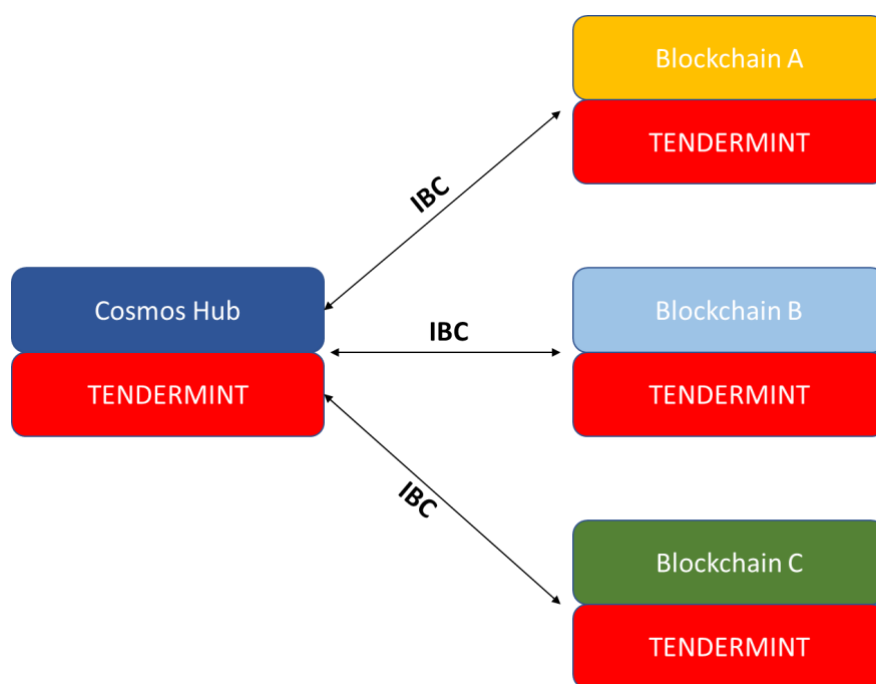 Blockchain A
TENDERMINT
IBC
Cosmos Hub
TENDERMINT
IBC
Blockchain B
TENDERMINT
IBC
Blockchain C
TENDERMINT